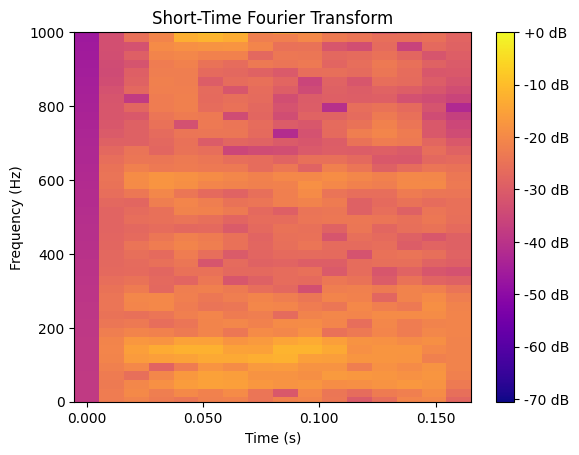 Short-Time Fourier Transform
1000
800
600
400
200
0
Frequency (Hz)
0.000
0.050
0.100
0.150
Time (s)
+0 dB
-10 dB
-20 dB
-30 dB
-40 dB
-50 dB
-60 dB
-70 dB